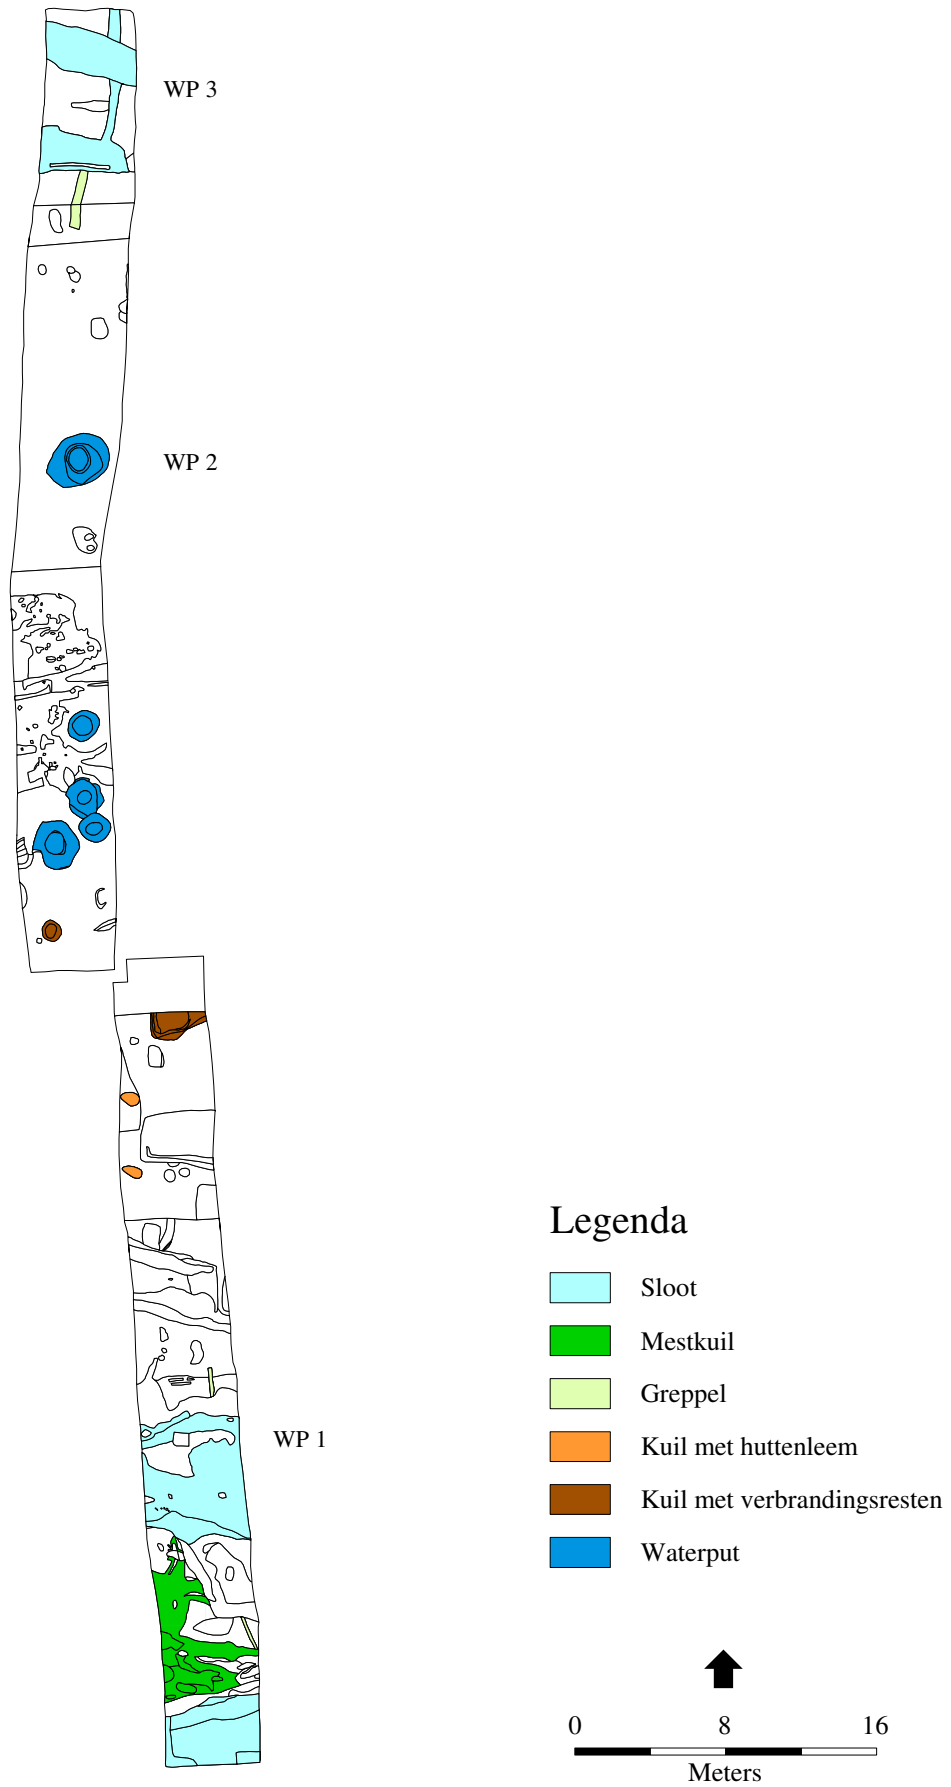 WP 3
WP 2
WP 1
Legenda
Sloot
Mestkuil
Greppel
Kuil met huttenleem
Kuil met verbrandingsresten
Waterput
0 8 16
Meters